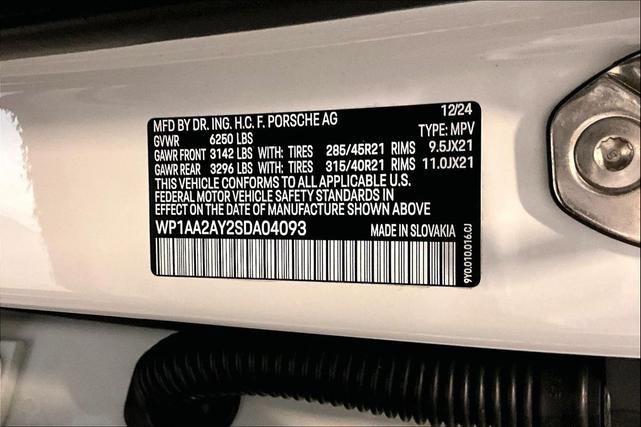 12/24
MFD BY DR. ING. H.C. F. PORSCHE AG
GVWR 6250 LBS TYPE: MPV
GAWR FRONT 3142 LBS WITH: TIRES 285/45R21 RIMS 9.5JX21
GAWR REAR 3296 LBS WITH: TIRES 315/40R21 RIMS 11.0JX21
THIS VEHICLE CONFORMS TO ALL APPLICABLE U.S.
FEDERAL MOTOR VEHICLE SAFETY STANDARDS IN
EFFECT ON THE DATE OF MANUFACTURE SHOWN ABOVE
WP1AA2AY2SDA04093 MADE IN SLOVAKIA
9Y0.010.016.CJ